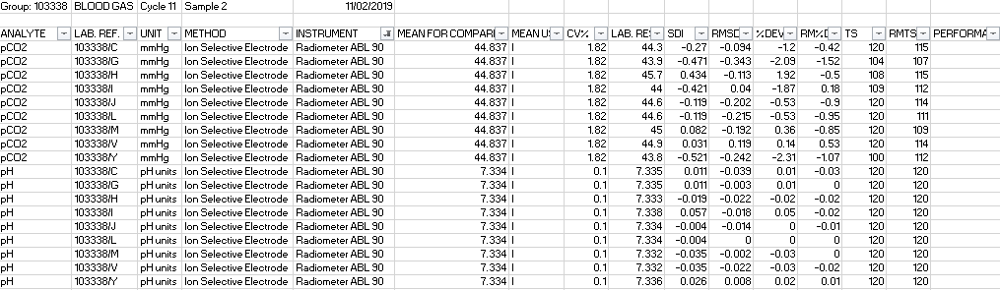 Group: 103338 BLOOD GAS Cycle 11 Sample 2 11/02/2019
ANALYTE LAB. REF. UNIT METHOD INSTRUMENT MEAN FOR COMPARI MEAN U CV% LAB. RE SDI RMSD %DEV RM%D TS RMTS PERFORMA
pCO2 103338/C mmHg Ion Selective Electrode Radiometer ABL 90 44.837 I 1.82 44.3 -0.27 -0.094 -1.2 -0.42 120 115
pCO2 103338/G mmHg Ion Selective Electrode Radiometer ABL 90 44.837 I 1.82 43.9 -0.471 -0.343 -2.09 -1.52 104 107
pCO2 103338/H mmHg Ion Selective Electrode Radiometer ABL 90 44.837 I 1.82 45.7 0.434 -0.113 1.92 -0.5 108 115
pCO2 103338/I mmHg Ion Selective Electrode Radiometer ABL 90 44.837 I 1.82 44 -0.421 0.04 -1.87 0.18 109 112
pCO2 103338/J mmHg Ion Selective Electrode Radiometer ABL 90 44.837 I 1.82 44.6 -0.119 -0.202 -0.53 -0.9 120 114
pCO2 103338/L mmHg Ion Selective Electrode Radiometer ABL 90 44.837 I 1.82 44.6 -0.119 -0.215 -0.53 -0.95 120 111
pCO2 103338/M mmHg Ion Selective Electrode Radiometer ABL 90 44.837 I 1.82 45 0.082 -0.192 0.36 -0.85 120 109
pCO2 103338/V mmHg Ion Selective Electrode Radiometer ABL 90 44.837 I 1.82 44.9 0.031 0.119 0.14 0.53 120 114
pCO2 103338/Y mmHg Ion Selective Electrode Radiometer ABL 90 44.837 I 1.82 43.8 -0.521 -0.242 -2.31 -1.07 100 112
pH 103338/C pH units Ion Selective Electrode Radiometer ABL 90 7.334 I 0.1 7.335 0.011 -0.039 0.01 -0.03 120 120
pH 103338/G pH units Ion Selective Electrode Radiometer ABL 90 7.334 I 0.1 7.335 0.011 -0.003 0.01 0 120 120
pH 103338/H pH units Ion Selective Electrode Radiometer ABL 90 7.334 I 0.1 7.333 -0.019 -0.022 -0.02 -0.02 120 120
pH 103338/I pH units Ion Selective Electrode Radiometer ABL 90 7.334 I 0.1 7.338 0.057 -0.018 0.05 -0.02 120 120
pH 103338/J pH units Ion Selective Electrode Radiometer ABL 90 7.334 I 0.1 7.334 -0.004 -0.014 0 -0.01 120 120
pH 103338/L pH units Ion Selective Electrode Radiometer ABL 90 7.334 I 0.1 7.334 -0.004 0 0 0 120 120
pH 103338/M pH units Ion Selective Electrode Radiometer ABL 90 7.334 I 0.1 7.332 -0.035 -0.002 -0.03 0 120 120
pH 103338/V pH units Ion Selective Electrode Radiometer ABL 90 7.334 I 0.1 7.332 -0.035 -0.022 -0.03 -0.02 120 120
pH 103338/Y pH units Ion Selective Electrode Radiometer ABL 90 7.334 I 0.1 7.336 0.026 0.008 0.02 0.01 120 120